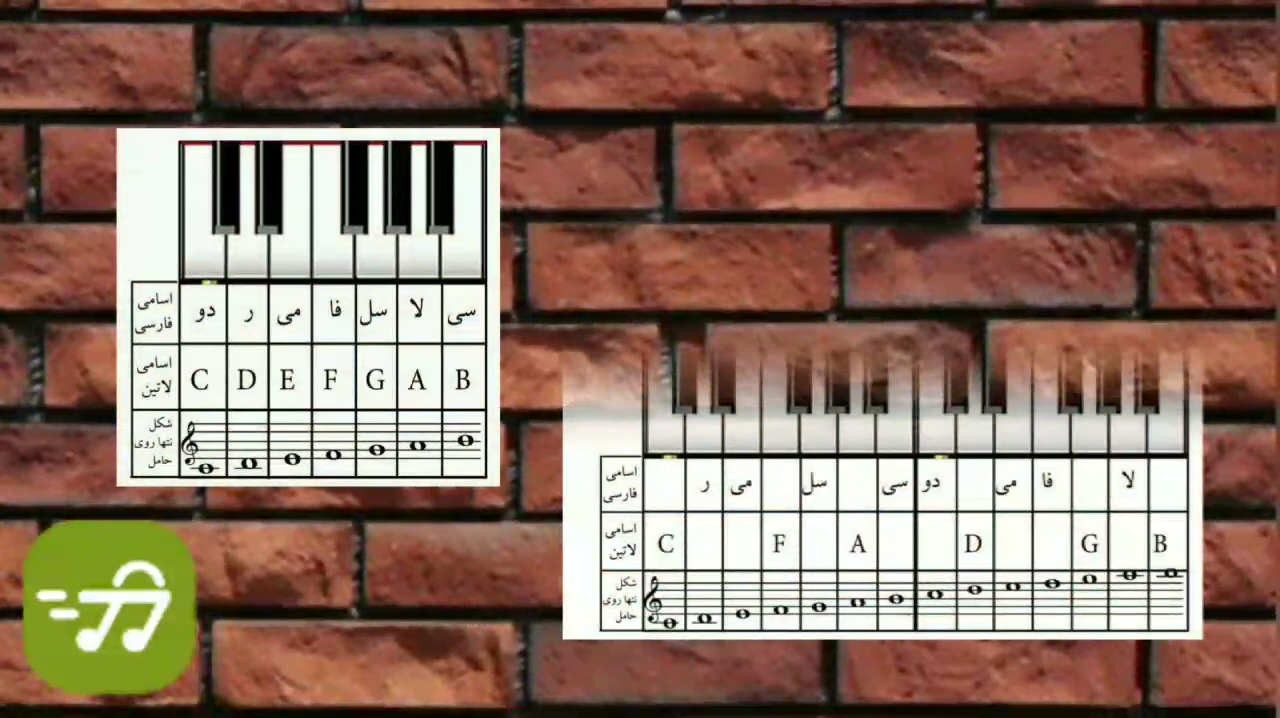 اسامی
فارسی
دو ر می فا سل لا سی
اسامی
لاتین
C D E F G A B
شکل
نتها روی
حامل
اسامی
فارسی
ر می سل سی دو می فا لا
اسامی
لاتین
C F A D G B
شکل
نتها روی
حامل